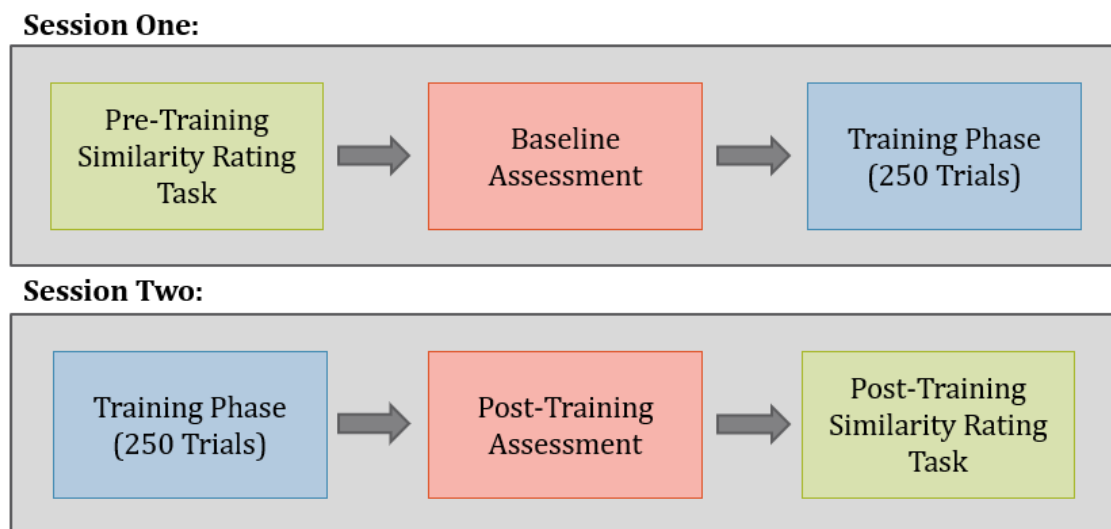 Session One:
Pre-Training
Similarity Rating
Task
Baseline
Assessment
Training Phase
(250 Trials)
Session Two:
Training Phase
(250 Trials)
Post-Training
Assessment
Post-Training
Similarity Rating
Task